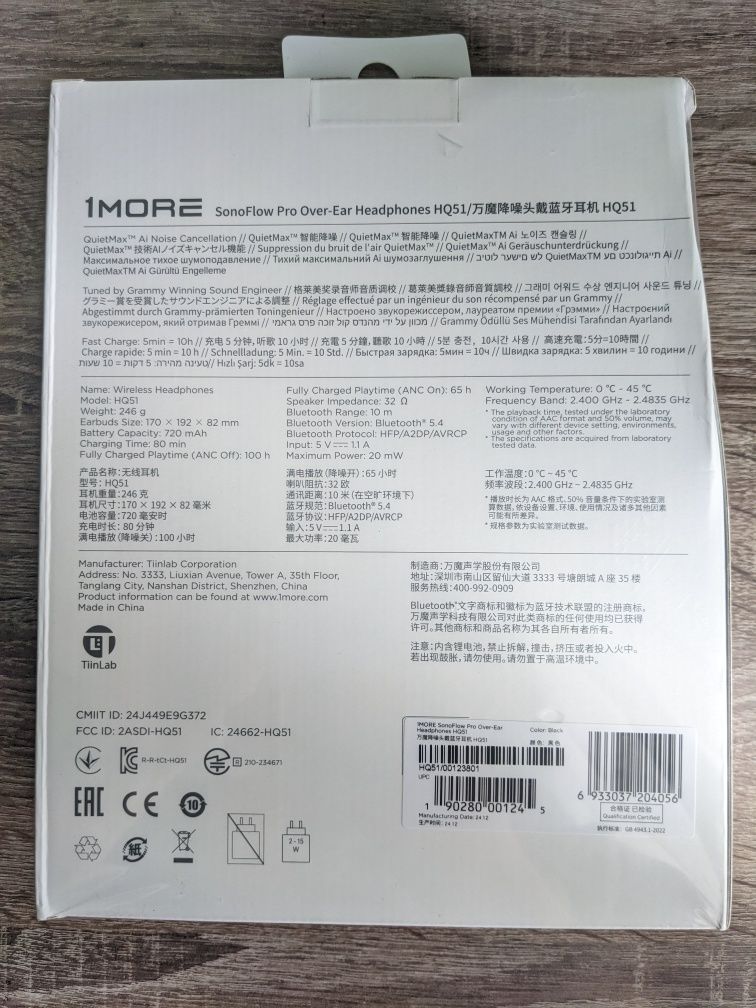 1MORE SonoFlow Pro Over-Ear Headphones HQ51/万魔降噪头戴蓝牙耳机 HQ51
QuietMax™ Ai Noise Cancellation // QuietMax™ 智能降噪 // QuietMax™ 智能降噪 // QuietMax™ Ai 노이즈 캔슬링 //
QuietMax™ 技術AIノイズキャンセル機能 // Suppression du bruit de l'air QuietMax™ // QuietMax™ Ai Geräuschunterdrückung //
Максимальное тихое шумоподавление // Тихий максимальний Ai шумозаглушення // ביטול רעשים של QuietMaxTM עם טכנולוגיית Ai //
QuietMaxTM Ai Gürültü Engelleme
Tuned by Grammy Winning Sound Engineer // 格莱美奖录音师音质调校 // 葛萊美獎錄音師音質調校 // 그래미 어워드 수상 엔지니어 사운드 튜닝 //
グラミー賞を受賞したサウンドエンジニアによる調整 // Réglage effectué par un ingénieur du son récompensé par un Grammy //
Abgestimmt durch Grammy-prämierten Toningenieur // Настроено звукорежиссером, лауреатом премии «Грэмми» // Настроєний
звукорежисером, який отримав Греммі // מכוון על ידי מהנדס קול זוכה פרס גראמי // Grammy Ödüllü Ses Mühendisi Tarafından Ayarlandı
Fast Charge: 5min = 10h // 充电 5 分钟, 听歌 10 小时 // 充電 5 分鐘, 聽歌 10 小時 // 5분 충전, 10시간 사용 // 高速充電:5分=10時間 //
Charge rapide: 5 min = 10 h // Schnellladung: 5 Min. = 10 Std. // Быстрая зарядка: 5мин = 10ч // Швидка зарядка: 5 хвилин = 10 години //
טעינה מהירה: 5 דקות = 10 שעות// Hızlı Şarj: 5dk = 10sa
Name: Wireless Headphones
Model: HQ51
Weight: 246 g
Earbuds Size: 170 × 192 × 82 mm
Battery Capacity: 720 mAh
Charging Time: 80 min
Fully Charged Playtime (ANC Off): 100 h
Fully Charged Playtime (ANC On): 65 h
Speaker Impedance: 32 Ω
Bluetooth Range: 10 m
Bluetooth Version: Bluetooth® 5.4
Bluetooth Protocol: HFP/A2DP/AVRCP
Input: 5 V ⎓ 1.1 A
Maximum Power: 20 mW
Working Temperature: 0 °C - 45 °C
Frequency Band: 2.400 GHz - 2.4835 GHz
* The playback time, tested under the laboratory
condition of AAC format and 50% volume, may
vary with different device setting, environments,
usage and other factors.
* The specifications are acquired from laboratory
tested data.
产品名称:无线耳机
型号:HQ51
耳机重量:246 克
耳机尺寸:170 × 192 × 82 毫米
电池容量:720 毫安时
充电时长:80 分钟
满电播放(降噪关):100 小时
满电播放(降噪开):65 小时
喇叭阻抗:32 欧
通讯距离:10 米(在空旷环境下)
蓝牙规范:Bluetooth® 5.4
蓝牙协议:HFP/A2DP/AVRCP
输入:5 V⎓1.1 A
最大功率:20 毫瓦
工作温度:0 °C ~ 45 °C
频率波段:2.400 GHz ~ 2.4835 GHz
* 播放时长为 AAC 格式, 50% 音量条件下的实验室测
算数据, 依设备设置、环境、使用情况及诸多其他因素
可能有所差异。
* 规格参数为实验室测试数据。
Manufacturer: Tiinlab Corporation
Address: No. 3333, Liuxian Avenue, Tower A, 35th Floor,
Tanglang City, Nanshan District, Shenzhen, China
Product information can be found at www.1more.com
Made in China
TiinLab
制造商:万魔声学股份有限公司
地址:深圳市南山区留仙大道 3333 号塘朗城 A 座 35 楼
服务热线:400-992-0909
Bluetooth®文字商标和徽标为蓝牙技术联盟的注册商标,
万魔声学科技有限公司对此类商标的任何使用均已获得
许可。其他商标和商品名称为其各自所有者所有。
注意:内含锂电池, 禁止拆解, 撞击, 挤压或者投入火中。
若出现鼓胀, 请勿使用。请勿置于高温环境中。
CMIIT ID: 24J449E9G372
FCC ID: 2ASDI-HQ51 IC: 24662-HQ51
R-R-tCt-HQ51
R 210-234671
EAC CE 10
紙
2 - 15
W
1MORE SonoFlow Pro Over-Ear
Headphones HQ51
万魔降噪头戴蓝牙耳机 HQ51
Color: Black
颜色: 黑色
HQ51/00123801
UPC
1 90280 00124 5
Manufacturing Date: 24.12
生产时间: 24.12
6 933037 204056
合格证 已检验
Qualification Certified
执行标准: GB 4943.1-2022